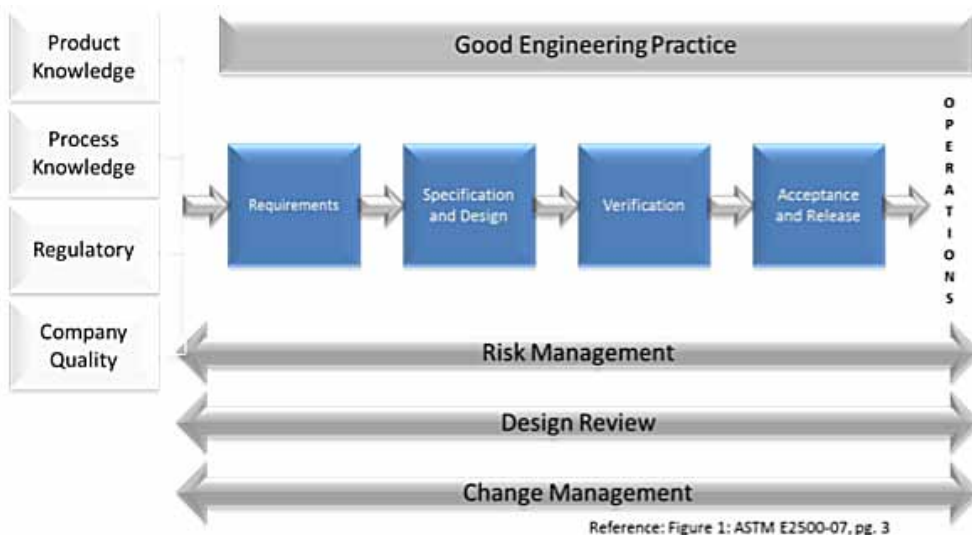 Product
Knowledge
Process
Knowledge
Regulatory
Company
Quality
Good Engineering Practice
Requirements
Specification
and Design
Verification
Acceptance
and Release
OPERATIONS
Risk Management
Design Review
Change Management
Reference: Figure 1: ASTM E2500-07, pg. 3